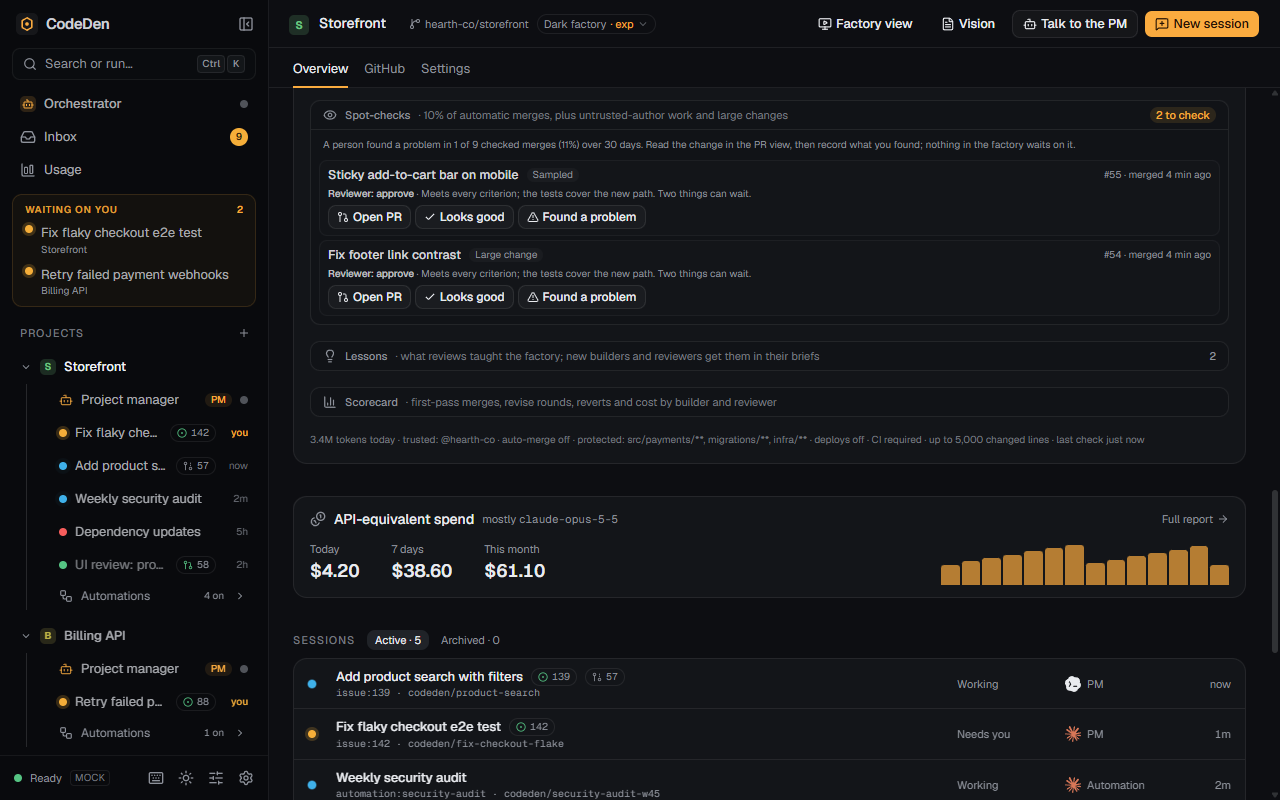 CodeDen
Search or run... Ctrl K
Orchestrator
Inbox 9
Usage
WAITING ON YOU 2
Fix flaky checkout e2e test
Storefront
Retry failed payment webhooks
Billing API
PROJECTS
S Storefront
Project manager PM
Fix flaky che... 142 you
Add product s... 57 now
Weekly security audit 2m
Dependency updates 5h
UI review: pro... 58 2h
Automations 4 on
B Billing API
Project manager PM
Retry failed p... 88 you
Automations 1 on
Ready MOCK
S Storefront hearth-co/storefront Dark factory · exp
Factory view Vision Talk to the PM New session
Overview GitHub Settings
Spot-checks · 10% of automatic merges, plus untrusted-author work and large changes 2 to check
A person found a problem in 1 of 9 checked merges (11%) over 30 days. Read the change in the PR view, then record what you found; nothing in the factory waits on it.
Sticky add-to-cart bar on mobile Sampled #55 · merged 4 min ago
Reviewer: approve · Meets every criterion; the tests cover the new path. Two things can wait.
Open PR Looks good Found a problem
Fix footer link contrast Large change #54 · merged 4 min ago
Reviewer: approve · Meets every criterion; the tests cover the new path. Two things can wait.
Open PR Looks good Found a problem
Lessons · what reviews taught the factory; new builders and reviewers get them in their briefs 2
Scorecard · first-pass merges, revise rounds, reverts and cost by builder and reviewer
3.4M tokens today · trusted: @hearth-co · auto-merge off · protected: src/payments/**, migrations/**, infra/** · deploys off · CI required · up to 5,000 changed lines · last check just now
API-equivalent spend mostly claude-opus-5-5 Full report →
Today 7 days This month
$4.20 $38.60 $61.10
SESSIONS Active · 5 Archived · 0
Add product search with filters 139 57 Working PM now
issue:139 · codeden/product-search
Fix flaky checkout e2e test 142 Needs you PM 1m
issue:142 · codeden/fix-checkout-flake
Weekly security audit Working Automation 2m
automation:security-audit · codeden/security-audit-w45